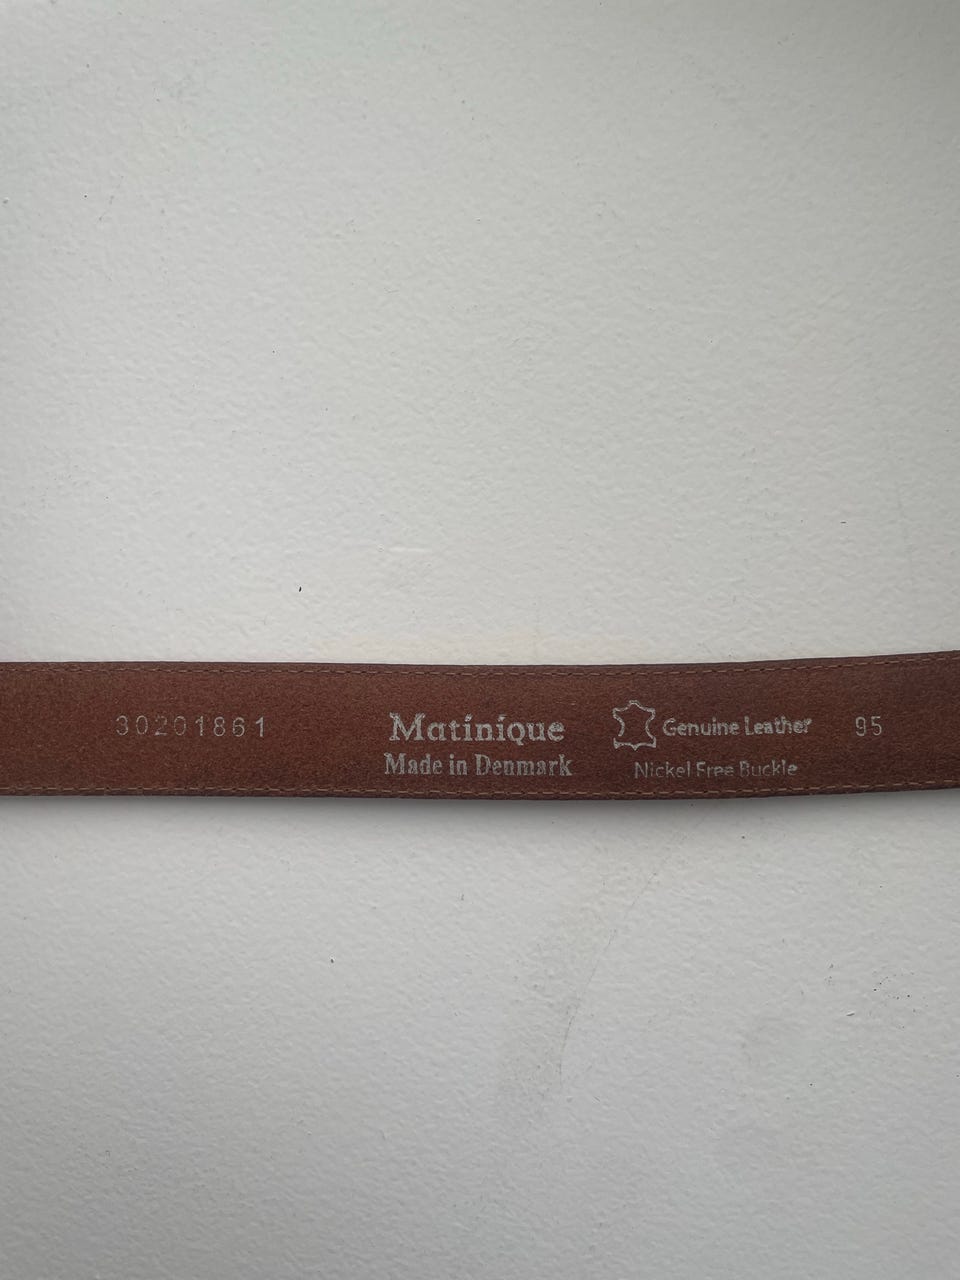 30201861
Matinique
Made in Denmark
Genuine Leather
Nickel Free Buckle
95